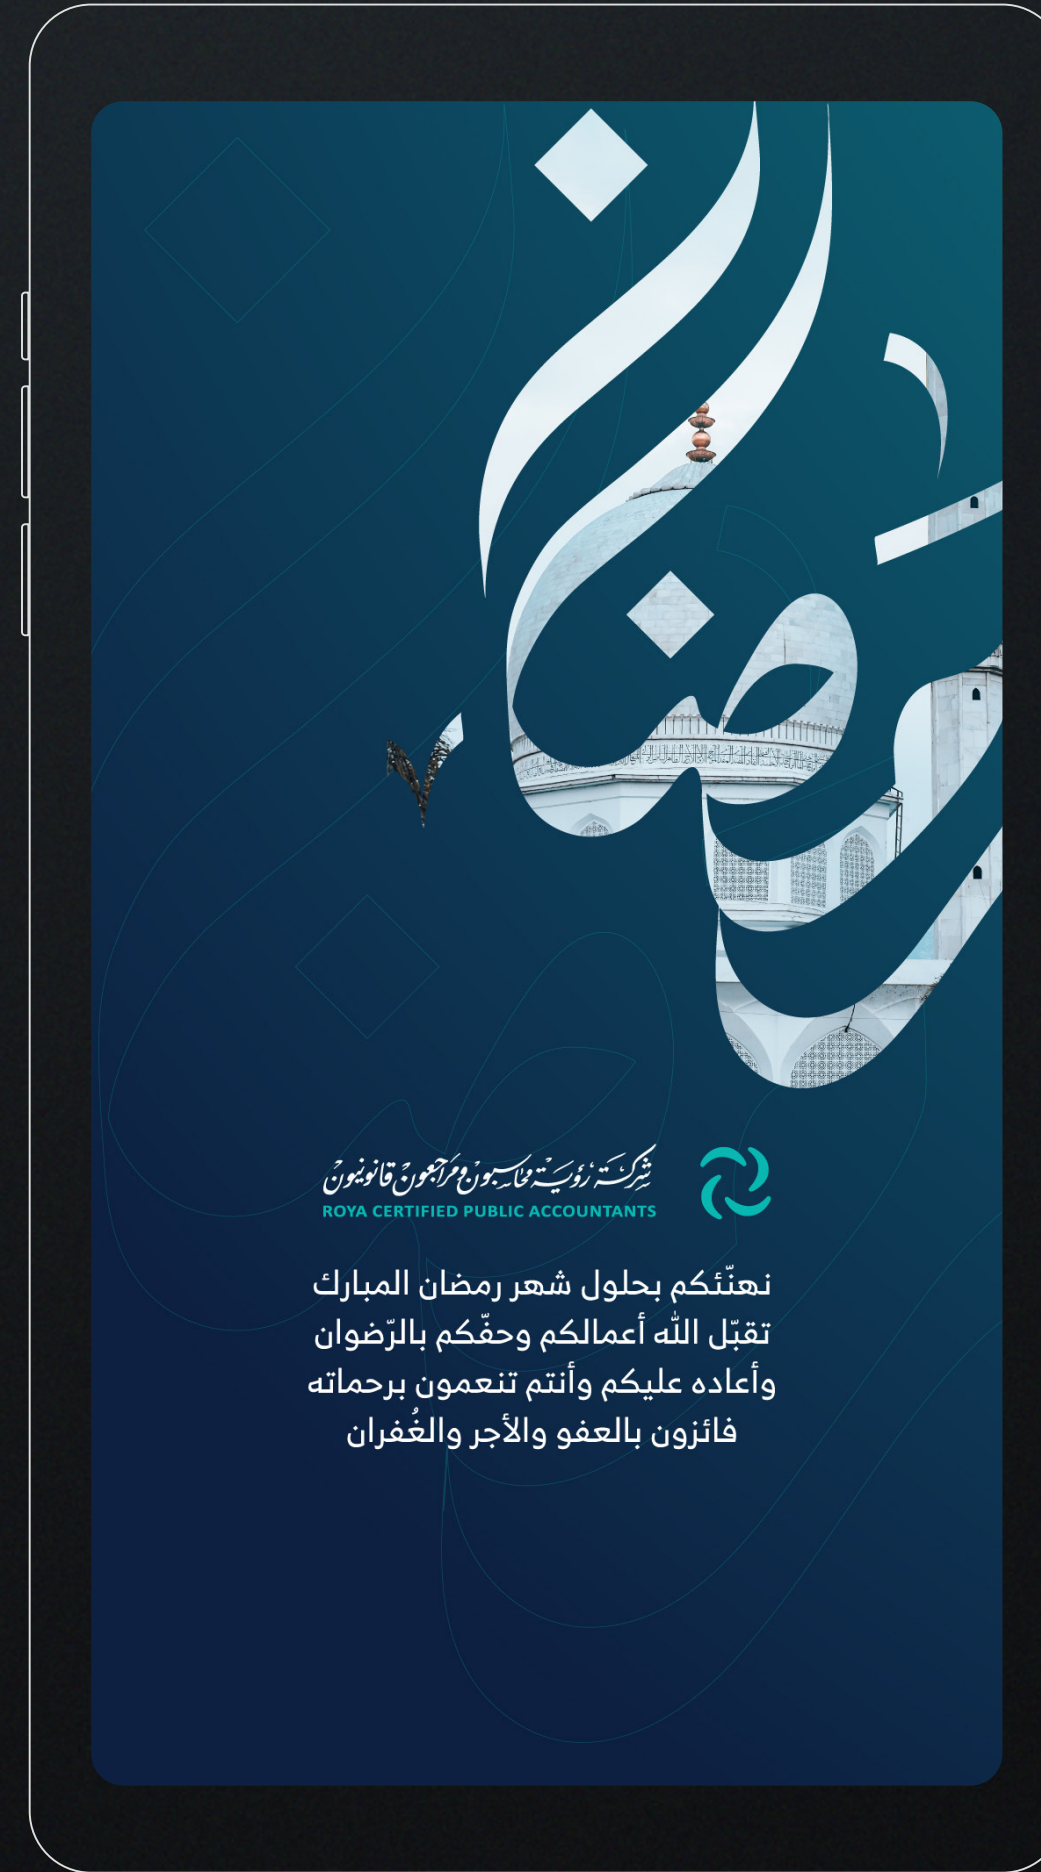 رمضان
شركة رؤية محاسبون ومراجعون قانونيون
ROYA CERTIFIED PUBLIC ACCOUNTANTS
نهنّئكم بحلول شهر رمضان المبارك
تقبّل الله أعمالكم وحفّكم بالرّضوان
وأعاده عليكم وأنتم تنعمون برحماته
فائزون بالعفو والأجر والغُفران